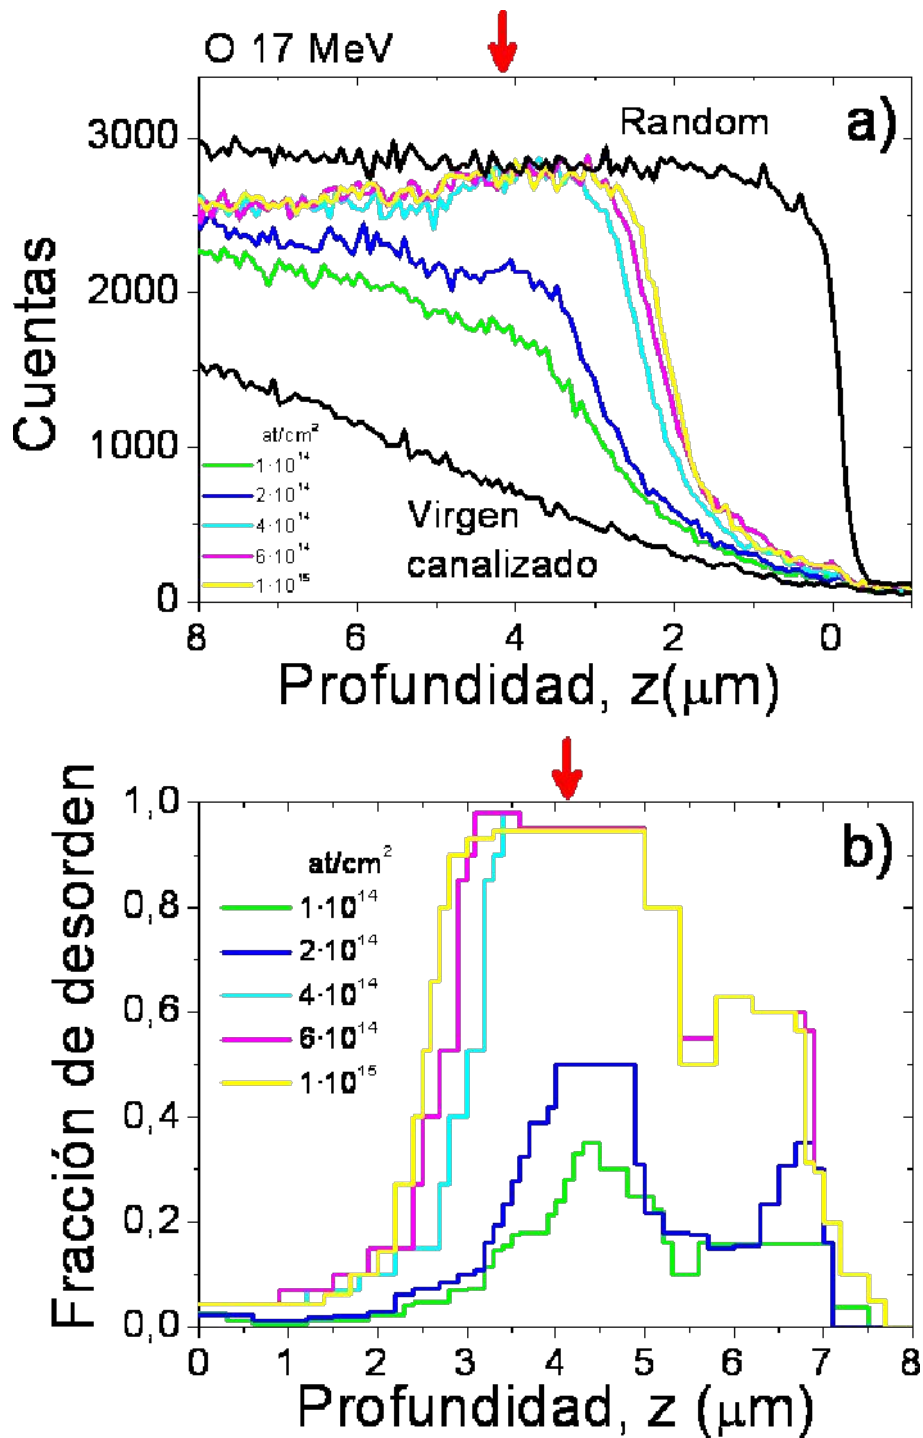 O 17 MeV
a)
Random
3000
2000
1000
0
Cuentas
at/cm²
1·10¹⁴
2·10¹⁴
4·10¹⁴
6·10¹⁴
1·10¹⁵
Virgen
canalizado
8 6 4 2 0
Profundidad, z(μm)
b)
1,0
0,8
0,6
0,4
0,2
0,0
Fracción de desorden
at/cm²
1·10¹⁴
2·10¹⁴
4·10¹⁴
6·10¹⁴
1·10¹⁵
0 1 2 3 4 5 6 7 8
Profundidad, z (μm)